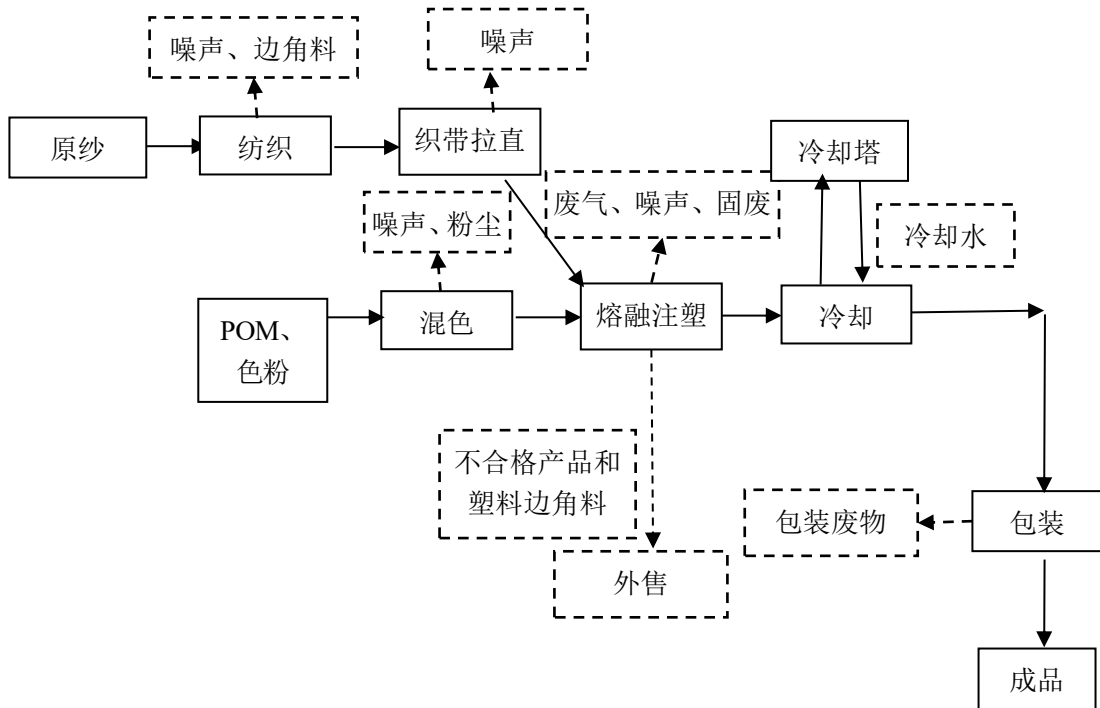 噪声
噪声、边角料
原纱
纺织
织带拉直
冷却塔
废气、噪声、固废
噪声、粉尘
冷却水
POM、
色粉
混色
熔融注塑
冷却
不合格产品和
塑料边角料
包装废物
包装
外售
成品